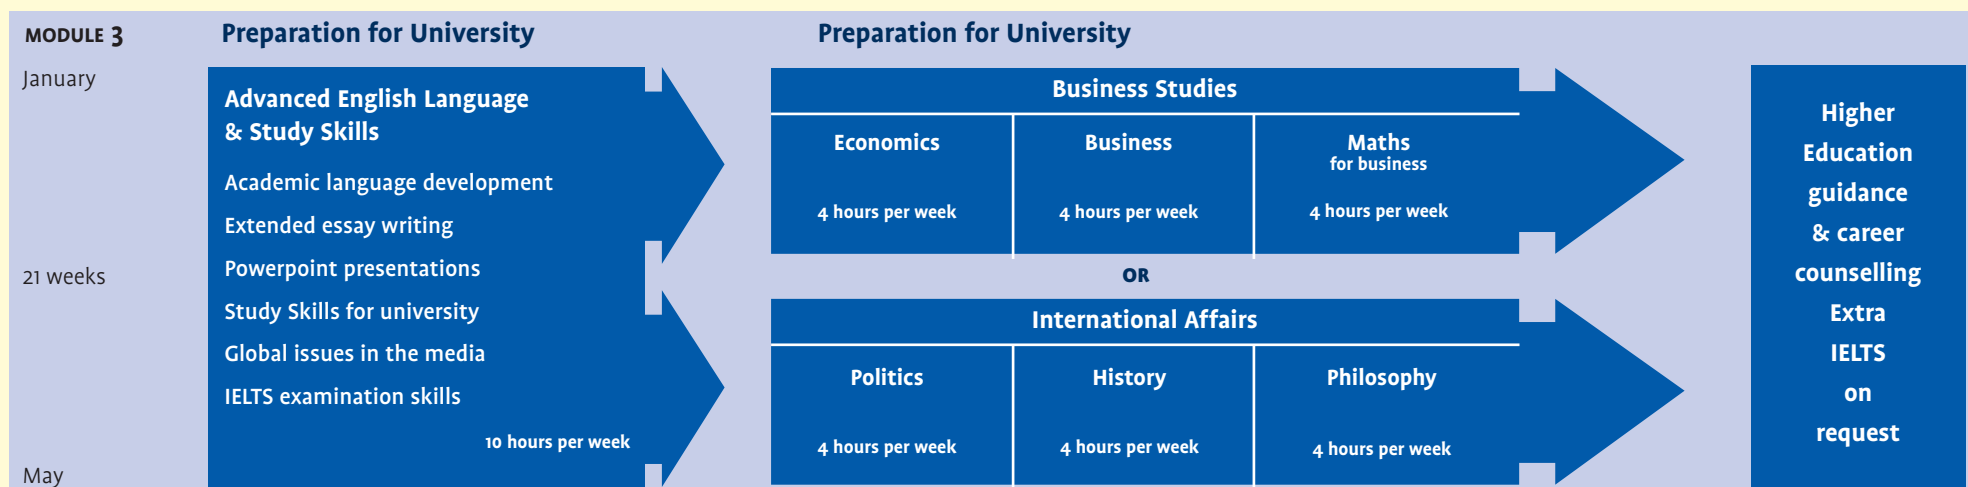 MODULE 3
Preparation for University
Preparation for University
January
21 weeks
May
Advanced English Language
& Study Skills
Academic language development
Extended essay writing
Powerpoint presentations
Study Skills for university
Global issues in the media
IELTS examination skills
10 hours per week
Business Studies
Economics
4 hours per week
Business
4 hours per week
Maths
for business
4 hours per week
OR
International Affairs
Politics
4 hours per week
History
4 hours per week
Philosophy
4 hours per week
Higher
Education
guidance
& career
counselling
Extra
IELTS
on
request